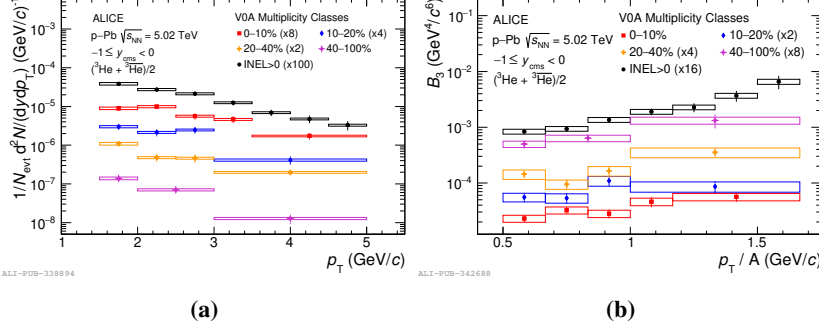 ALICE
p–Pb √s_NN = 5.02 TeV
−1 ≤ y_cms < 0
(³He + ³H̅e̅)/2
V0A Multiplicity Classes
0–10% (x8)
10–20% (x4)
20–40% (x2)
40–100%
INEL>0 (x100)
1/N_evt d²N/(dydp_T) (GeV/c)⁻¹
10⁻³
10⁻⁴
10⁻⁵
10⁻⁶
10⁻⁷
10⁻⁸
1 2 3 4 5
p_T (GeV/c)
ALI-PUB-338894
(a)
ALICE
p–Pb √s_NN = 5.02 TeV
−1 ≤ y_cms < 0
(³He + ³H̅e̅)/2
V0A Multiplicity Classes
0–10%
10–20% (x2)
20–40% (x4)
40–100% (x8)
INEL>0 (x16)
B₃ (GeV⁴/c⁶)
10⁻¹
10⁻²
10⁻³
10⁻⁴
0.5 1 1.5
p_T / A (GeV/c)
ALI-PUB-342688
(b)